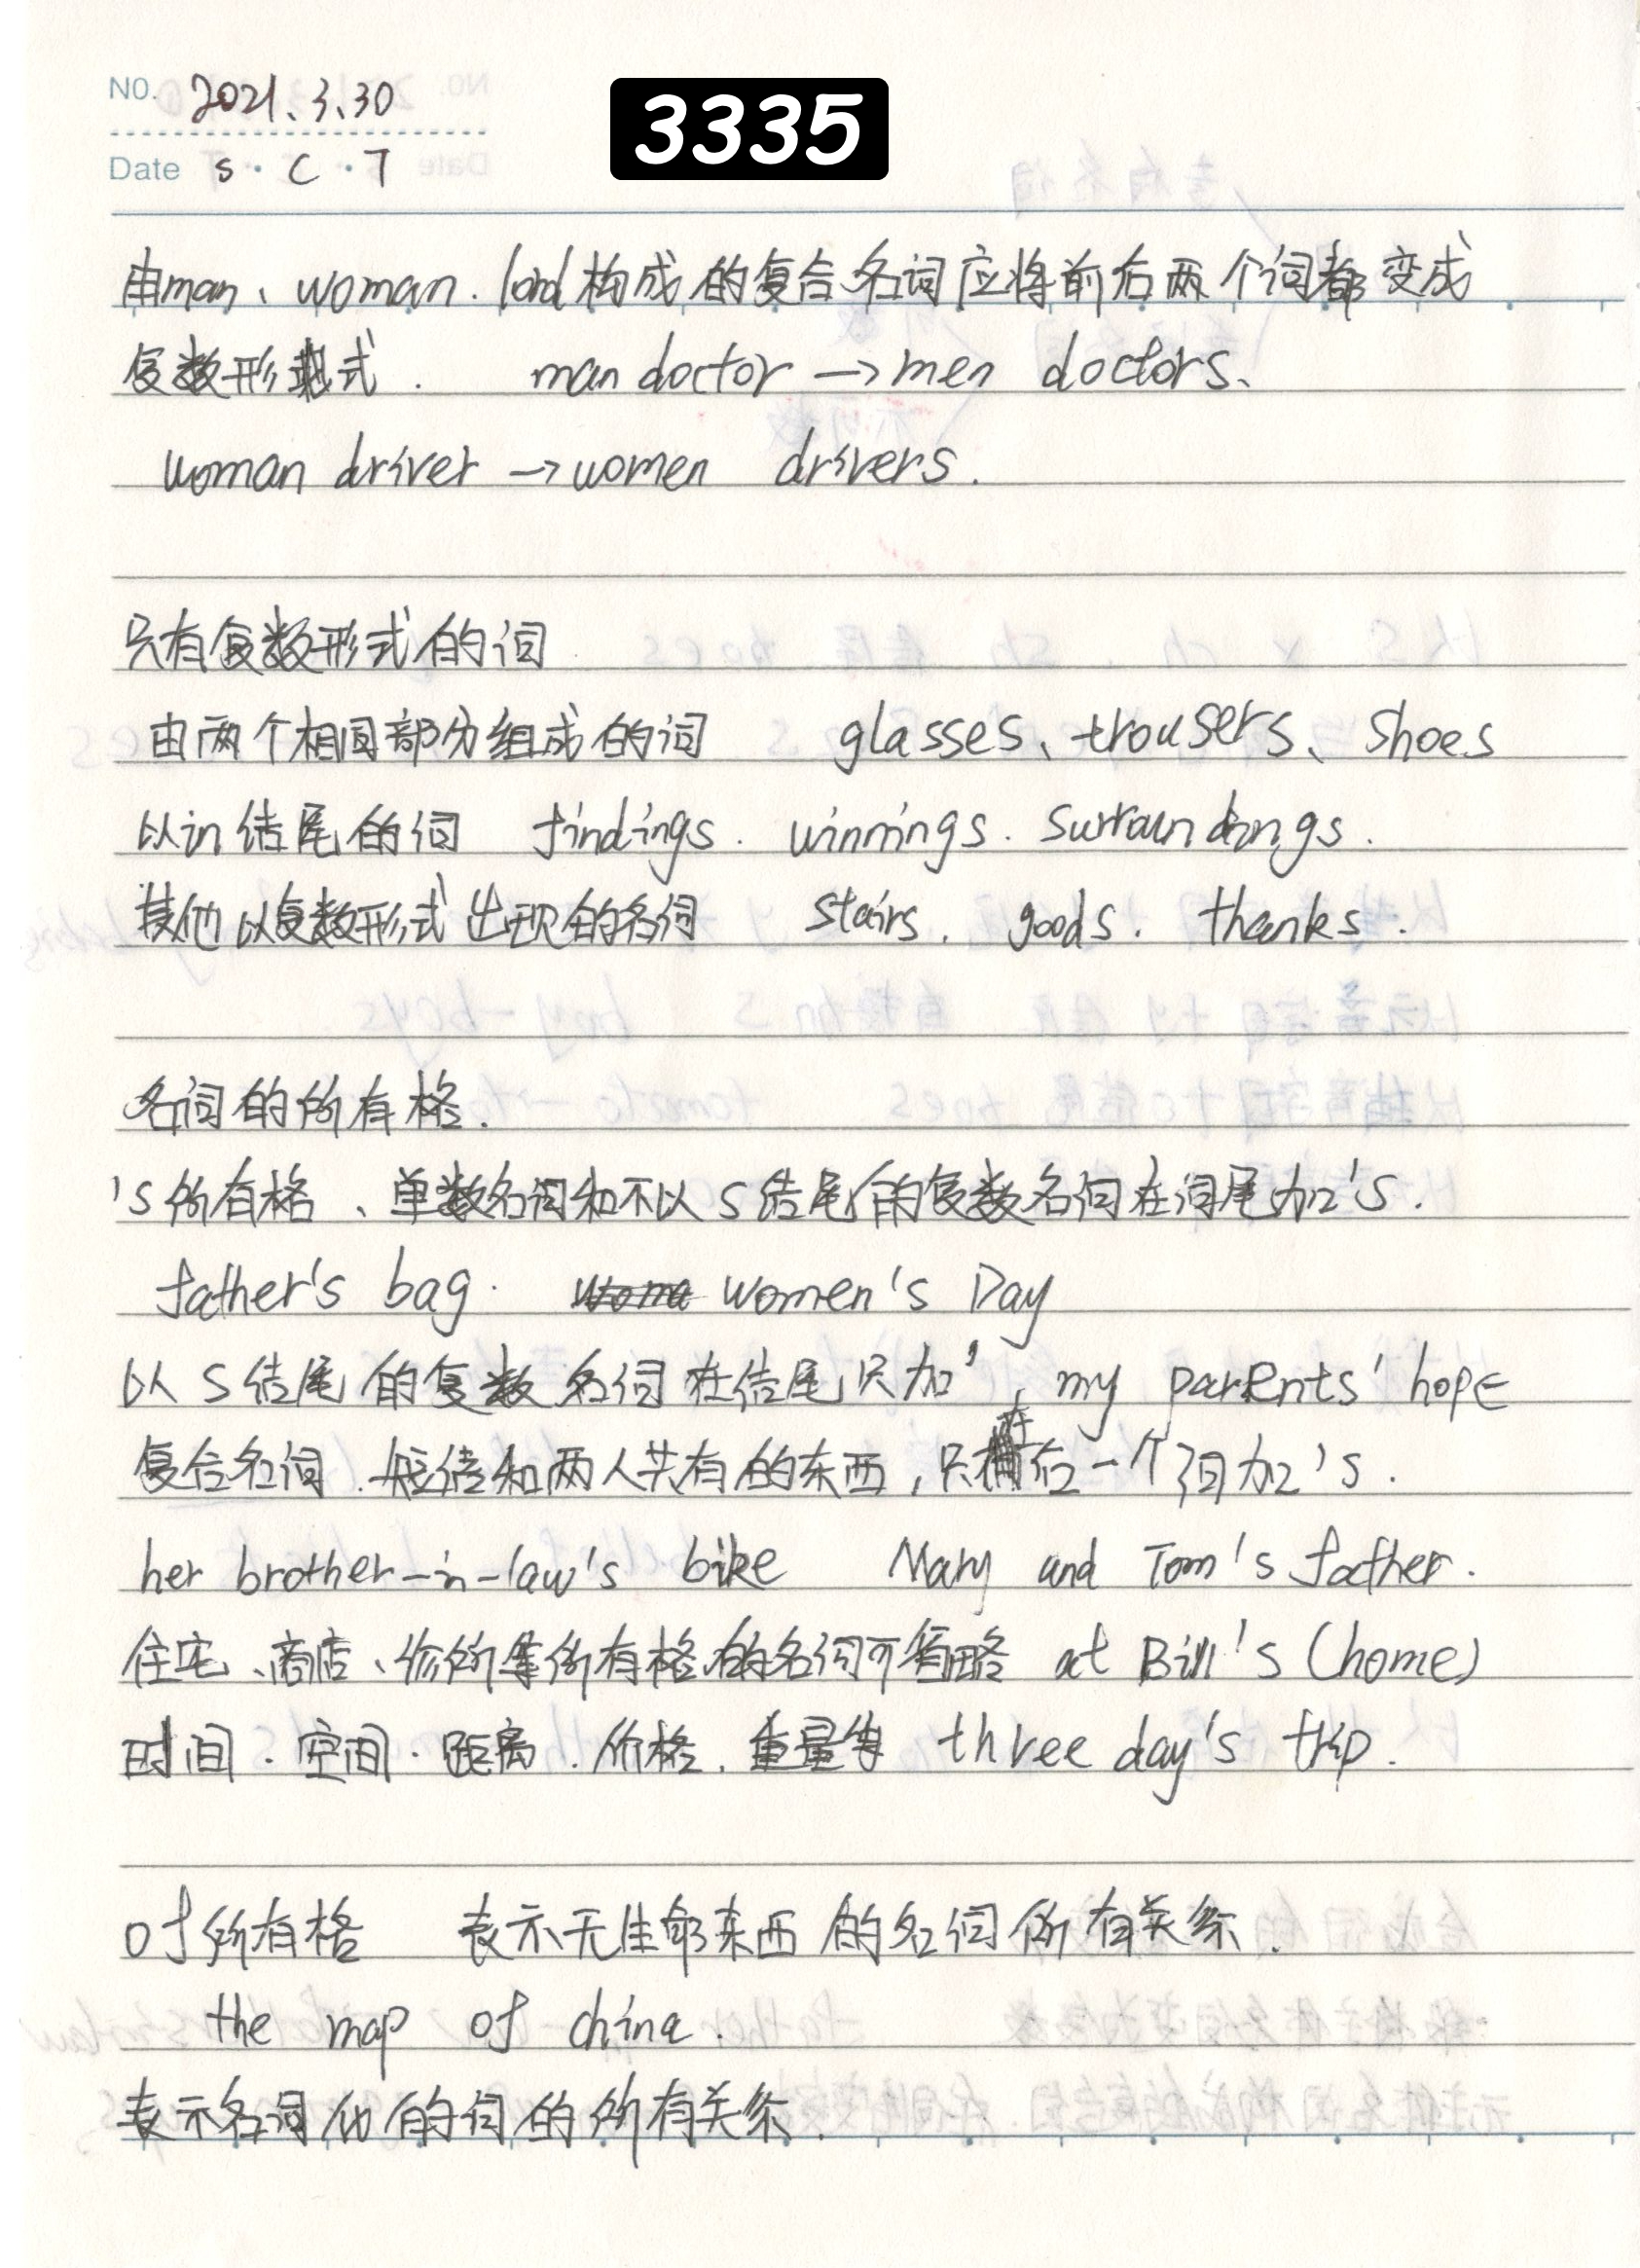 NO. 2021.3.30
3335
Date S · C · T
由man、woman. lord构成的复合名词应将前后两个词都变成
复数形式. man doctor → men doctors、
woman driver → women drivers.
只有复数形式的词
由两个相同部分组成的词 glasses、trousers、shoes
以in结尾的词 findings. winnings. surroundings.
其他以复数形式出现的名词 stairs. goods. thanks.
名词的所有格.
's所有格、单数名词和不以s结尾的复数名词在词尾加's.
father's bag. women's Day
以s结尾的复数名词在结尾只加', my parents' hope
复合名词. 和两人共有的东西,只在后一个词加's.
her brother-in-law's bike Mary and Tom's father.
住宅、商店、诊所等所有格的名词可省略 at Bill's (home)
时间.空间.距离.价格.重量等 three day's trip.
of所有格 表示无生命东西的名词所有关系.
the map of china.
表示名词化的词的所有关系.